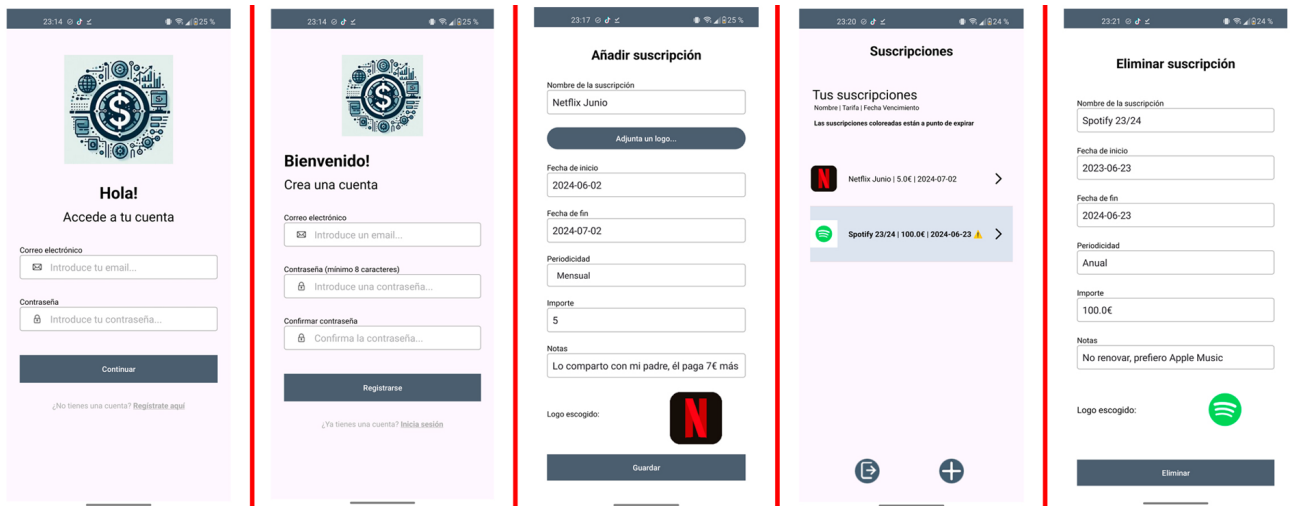 23:14 25 %
Hola!
Accede a tu cuenta
Correo electrónico
Introduce tu email...
Contraseña
Introduce tu contraseña...
Continuar
¿No tienes una cuenta? Regístrate aquí
23:14 25 %
Bienvenido!
Crea una cuenta
Correo electrónico
Introduce un email...
Contraseña (mínimo 8 caracteres)
Introduce una contraseña...
Confirmar contraseña
Confirma la contraseña...
Registrarse
¿Ya tienes una cuenta? Inicia sesión
23:17 25 %
Añadir suscripción
Nombre de la suscripción
Netflix Junio
Adjunta un logo...
Fecha de inicio
2024-06-02
Fecha de fin
2024-07-02
Periodicidad
Mensual
Importe
5
Notas
Lo comparto con mi padre, él paga 7€ más
Logo escogido:
N
Guardar
23:20 24 %
Suscripciones
Tus suscripciones
Nombre | Tarifa | Fecha Vencimiento
Las suscripciones coloreadas están a punto de expirar
N
Netflix Junio | 5.0€ | 2024-07-02
Spotify 23/24 | 100.0€ | 2024-06-23
23:21 24 %
Eliminar suscripción
Nombre de la suscripción
Spotify 23/24
Fecha de inicio
2023-06-23
Fecha de fin
2024-06-23
Periodicidad
Anual
Importe
100.0€
Notas
No renovar, prefiero Apple Music
Logo escogido:
Eliminar